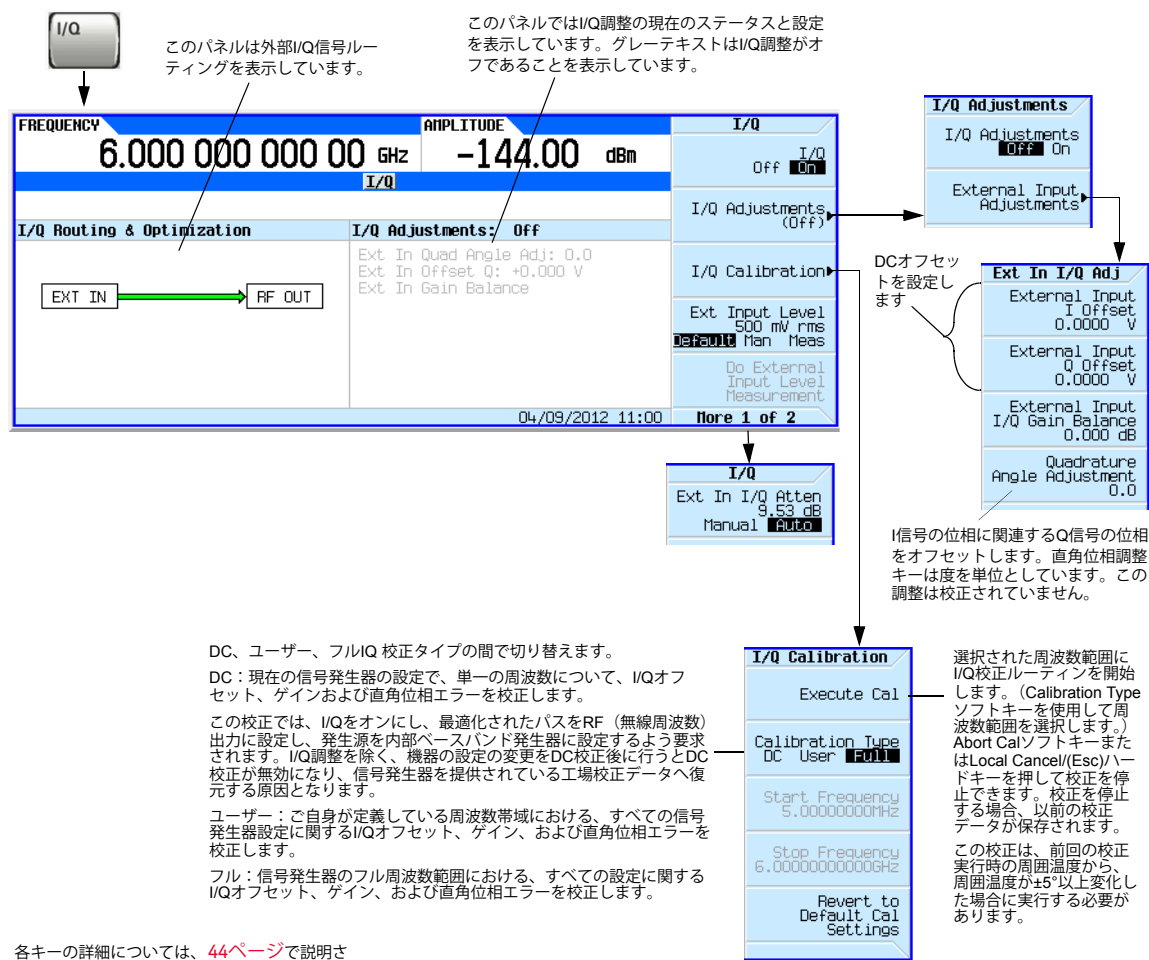 I/Q
このパネルは外部I/Q信号ルー
ティングを表示しています。
このパネルではI/Q調整の現在のステータスと設定
を表示しています。グレーテキストはI/Q調整がオ
フであることを表示しています。
FREQUENCY
6.000 000 000 00 GHz
AMPLITUDE
-144.00 dBm
I/Q
I/Q Routing & Optimization
EXT IN
RF OUT
I/Q Adjustments: Off
Ext In Quad Angle Adj: 0.0
Ext In Offset Q: +0.000 V
Ext In Gain Balance
04/09/2012 11:00
I/Q
I/Q
Off On
I/Q Adjustments
(Off)
I/Q Calibration
Ext Input Level
500 mV rms
Default Man Meas
Do External
Input Level
Measurement
More 1 of 2
I/Q Adjustments
I/Q Adjustments
Off On
External Input
Adjustments
DCオフセッ
トを設定し
ます
Ext In I/Q Adj
External Input
I Offset
0.0000 V
External Input
Q Offset
0.0000 V
External Input
I/Q Gain Balance
0.000 dB
Quadrature
Angle Adjustment
0.0
I/Q
Ext In I/Q Atten
9.53 dB
Manual Auto
I信号の位相に関連するQ信号の位相
をオフセットします。直角位相調整
キーは度を単位としています。この
調整は校正されていません。
DC、ユーザー、フルIQ 校正タイプの間で切り替えます。
DC：現在の信号発生器の設定で、単一の周波数について、I/Qオフ
セット、ゲインおよび直角位相エラーを校正します。
この校正では、I/Qをオンにし、最適化されたパスをRF（無線周波数）
出力に設定し、発生源を内部ベースバンド発生器に設定するよう要求
されます。I/Q調整を除く、機器の設定の変更をDC校正後に行うとDC
校正が無効になり、信号発生器を提供されている工場校正データへ復
元する原因となります。
ユーザー：ご自身が定義している周波数帯域における、すべての信号
発生器設定に関するI/Qオフセット、ゲイン、および直角位相エラーを
校正します。
フル：信号発生器のフル周波数範囲における、すべての設定に関する
I/Qオフセット、ゲイン、および直角位相エラーを校正します。
I/Q Calibration
Execute Cal
Calibration Type
DC User Full
Start Frequency
5.00000000MHz
Stop Frequency
6.00000000000GHz
Revert to
Default Cal
Settings
選択された周波数範囲に
I/Q校正ルーティンを開始
します。（Calibration Type
ソフトキーを使用して周
波数範囲を選択します。）
Abort Calソフトキーまた
はLocal Cancel/(Esc)ハー
ドキーを押して校正を停
止できます。校正を停止
する場合、以前の校正
データが保存されます。
この校正は、前回の校正
実行時の周囲温度から、
周囲温度が±5°以上変化し
た場合に実行する必要が
あります。
各キーの詳細については、44ページで説明さ